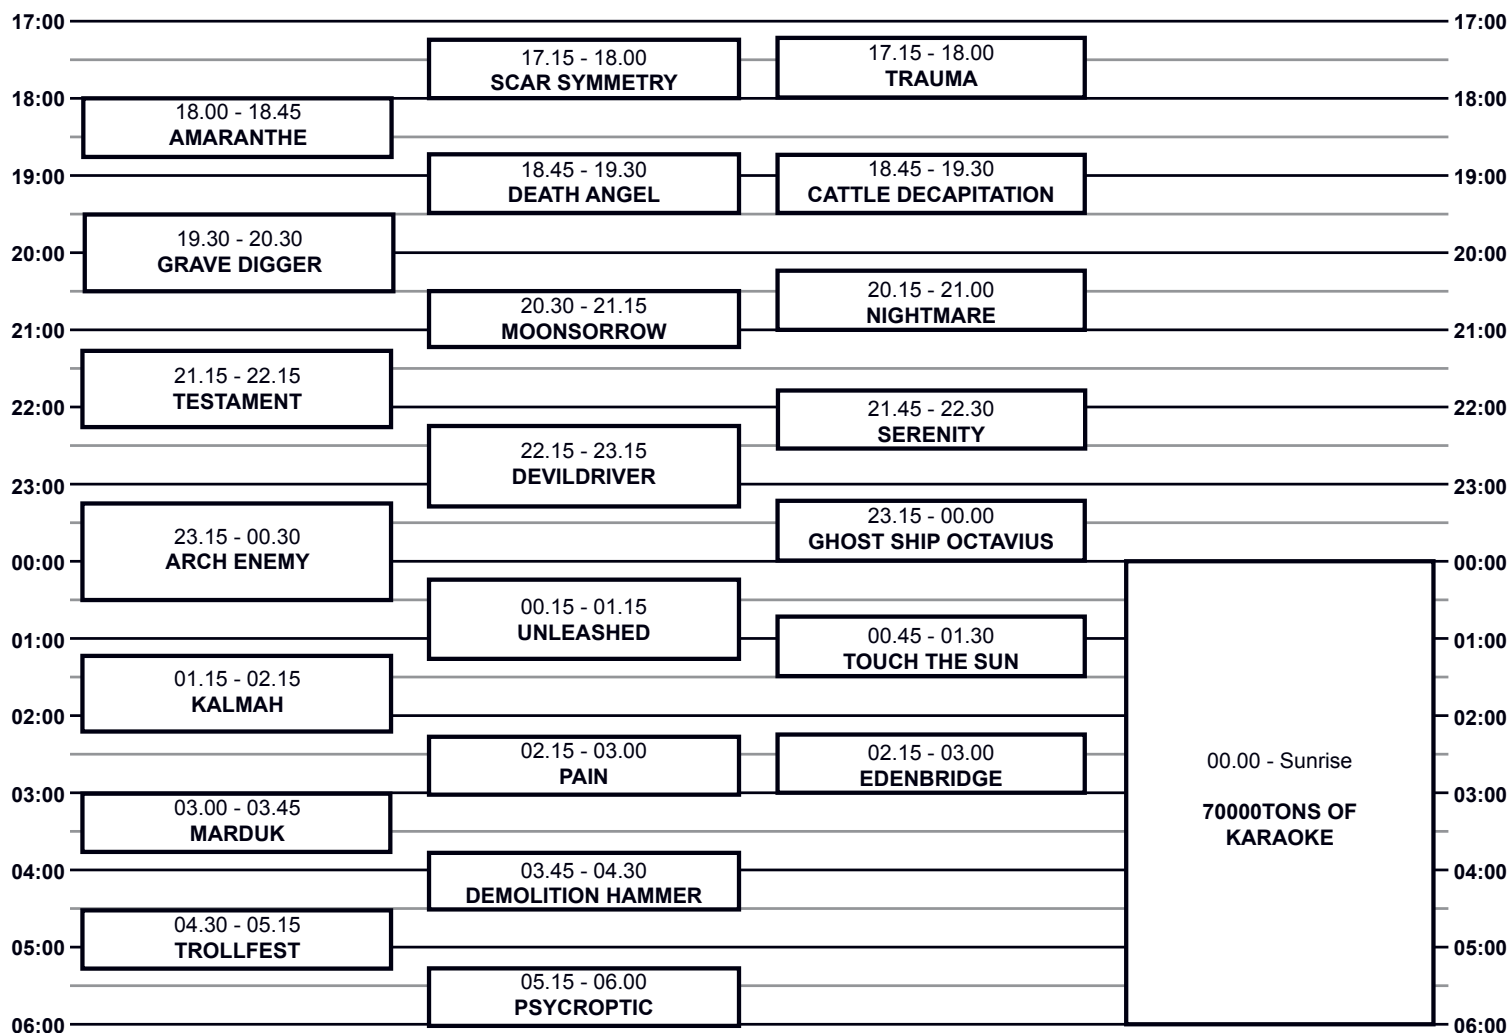 17:00
17:00
17.15 - 18.00
SCAR SYMMETRY
17.15 - 18.00
TRAUMA
18:00
18:00
18.00 - 18.45
AMARANTHE
18.45 - 19.30
DEATH ANGEL
18.45 - 19.30
CATTLE DECAPITATION
19:00
19:00
19.30 - 20.30
GRAVE DIGGER
20:00
20:00
20.15 - 21.00
NIGHTMARE
20.30 - 21.15
MOONSORROW
21:00
21:00
21.15 - 22.15
TESTAMENT
21.45 - 22.30
SERENITY
22:00
22:00
22.15 - 23.15
DEVILDRIVER
23:00
23:00
23.15 - 00.30
ARCH ENEMY
23.15 - 00.00
GHOST SHIP OCTAVIUS
00:00
00:00
00.15 - 01.15
UNLEASHED
00.45 - 01.30
TOUCH THE SUN
01:00
01:00
01.15 - 02.15
KALMAH
02:00
02:00
02.15 - 03.00
PAIN
02.15 - 03.00
EDENBRIDGE
00.00 - Sunrise
70000TONS OF
KARAOKE
03:00
03:00
03.00 - 03.45
MARDUK
04:00
04:00
03.45 - 04.30
DEMOLITION HAMMER
04.30 - 05.15
TROLLFEST
05:00
05:00
05.15 - 06.00
PSYCROPTIC
06:00
06:00